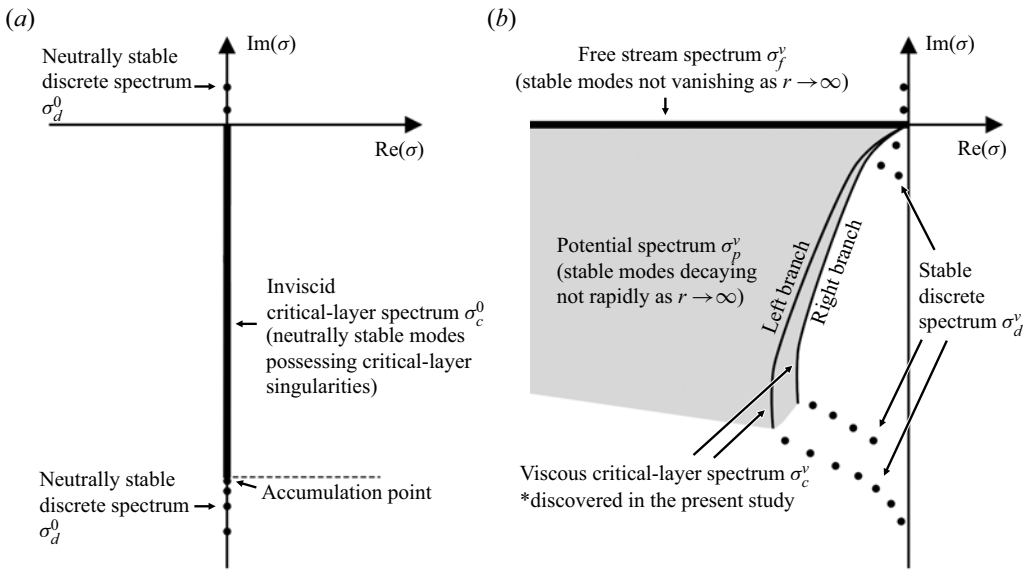 (a)
Im(σ)
Neutrally stable
discrete spectrum
σ_d^0
Re(σ)
Inviscid
critical-layer spectrum σ_c^0
(neutrally stable modes
possessing critical-layer
singularities)
Neutrally stable
discrete spectrum
σ_d^0
Accumulation point
(b)
Im(σ)
Free stream spectrum σ_f^v
(stable modes not vanishing as r → ∞)
Re(σ)
Potential spectrum σ_p^v
(stable modes decaying
not rapidly as r → ∞)
Left branch
Right branch
Stable
discrete
spectrum σ_d^v
Viscous critical-layer spectrum σ_c^v
*discovered in the present study